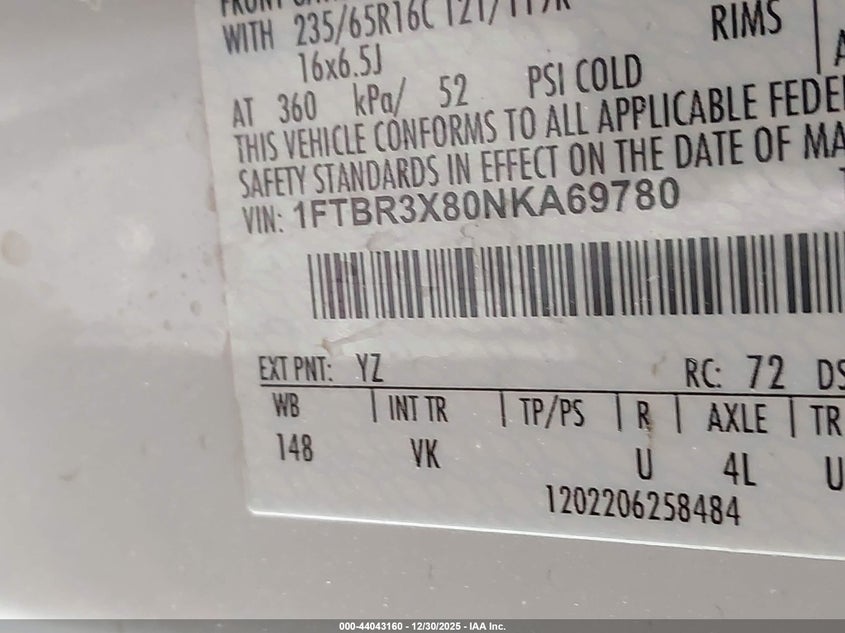 WITH 235/65R16C 121/119R RIMS
16x6.5J
AT 360 kPa/ 52 PSI COLD
THIS VEHICLE CONFORMS TO ALL APPLICABLE FEDE
SAFETY STANDARDS IN EFFECT ON THE DATE OF MA
VIN: 1FTBR3X80NKA69780
EXT PNT: YZ RC: 72 DS
WB INT TR TP/PS R AXLE TR
148 VK U 4L U
1202206258484
000-44043160 - 12/30/2025 - IAA Inc.